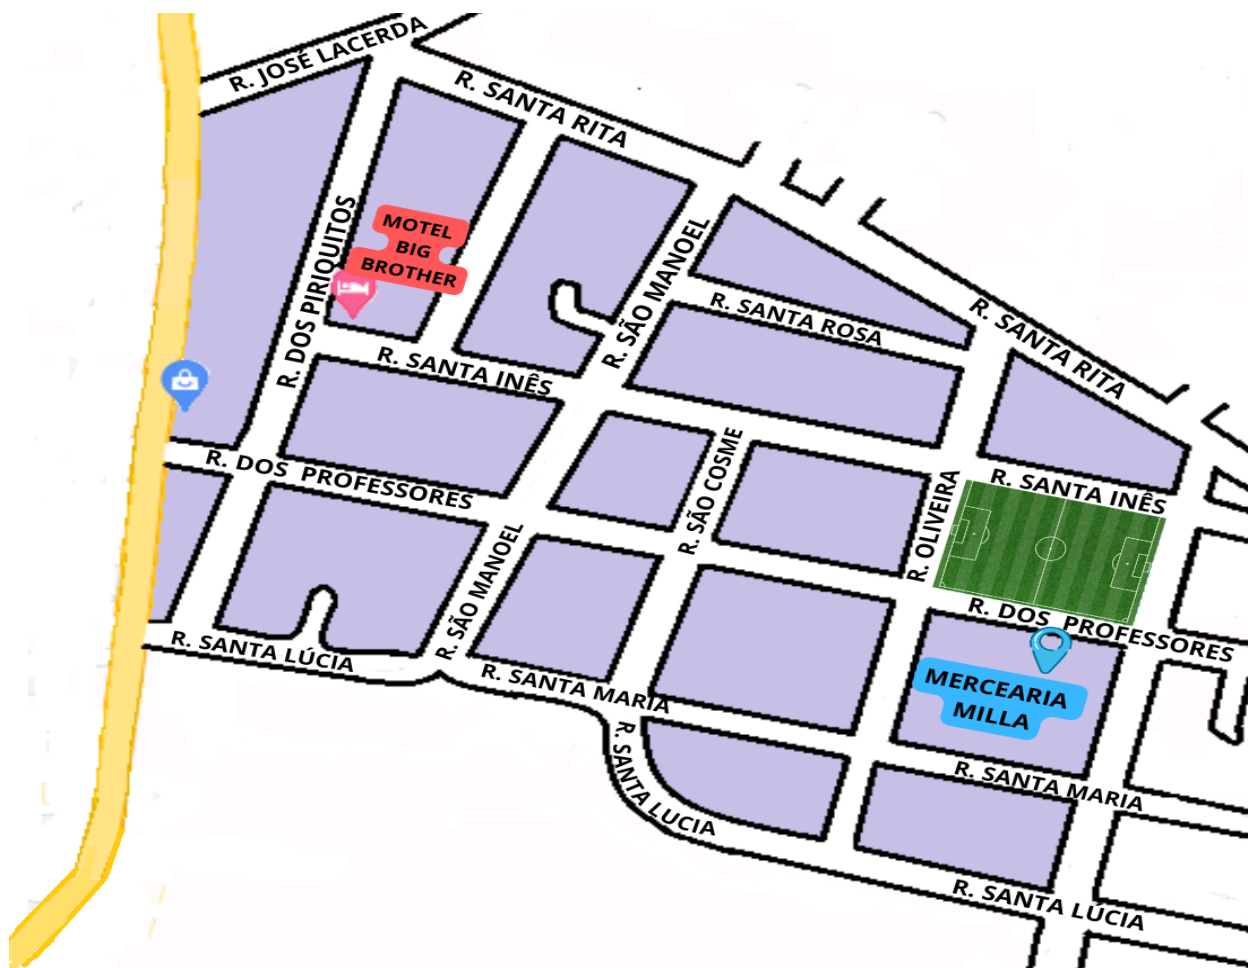 R. JOSÉ LACERDA
R. SANTA RITA
R. DOS PIRIQUITOS
MOTEL
BIG
BROTHER
R. SÃO MANOEL
R. SANTA ROSA
R. SANTA RITA
R. SANTA INÊS
R. SÃO COSME
R. DOS PROFESSORES
R. OLIVEIRA
R. SANTA INÊS
R. SÃO MANOEL
R. DOS PROFESSORES
R. SANTA LÚCIA
R. SANTA MARIA
MERCEARIA
MILLA
R. SANTA LUCIA
R. SANTA MARIA
R. SANTA LÚCIA